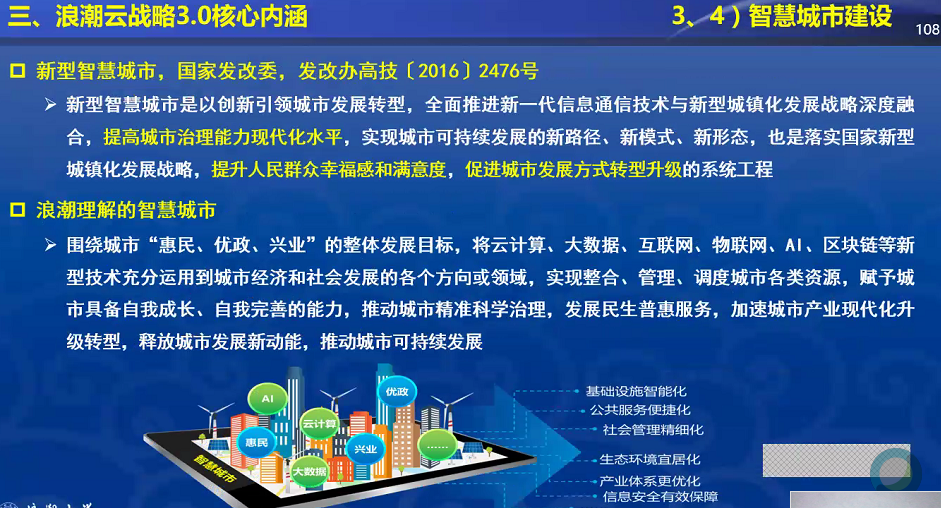 三、浪潮云战略3.0核心内涵
3、4）智慧城市建设
108
新型智慧城市，国家发改委，发改办高技〔2016〕2476号
新型智慧城市是以创新引领城市发展转型，全面推进新一代信息通信技术与新型城镇化发展战略深度融
合，提高城市治理能力现代化水平，实现城市可持续发展的新路径、新模式、新形态，也是落实国家新型
城镇化发展战略，提升人民群众幸福感和满意度，促进城市发展方式转型升级的系统工程
浪潮理解的智慧城市
围绕城市“惠民、优政、兴业”的整体发展目标，将云计算、大数据、互联网、物联网、AI、区块链等新
型技术充分运用到城市经济和社会发展的各个方向或领域，实现整合、管理、调度城市各类资源，赋予城
市具备自我成长、自我完善的能力，推动城市精准科学治理，发展民生普惠服务，加速城市产业现代化升
级转型，释放城市发展新动能，推动城市可持续发展
AI
优政
云计算
惠民
兴业
……
大数据
智慧城市
基础设施智能化
公共服务便捷化
社会管理精细化
生态环境宜居化
产业体系更优化
信息安全有效保障